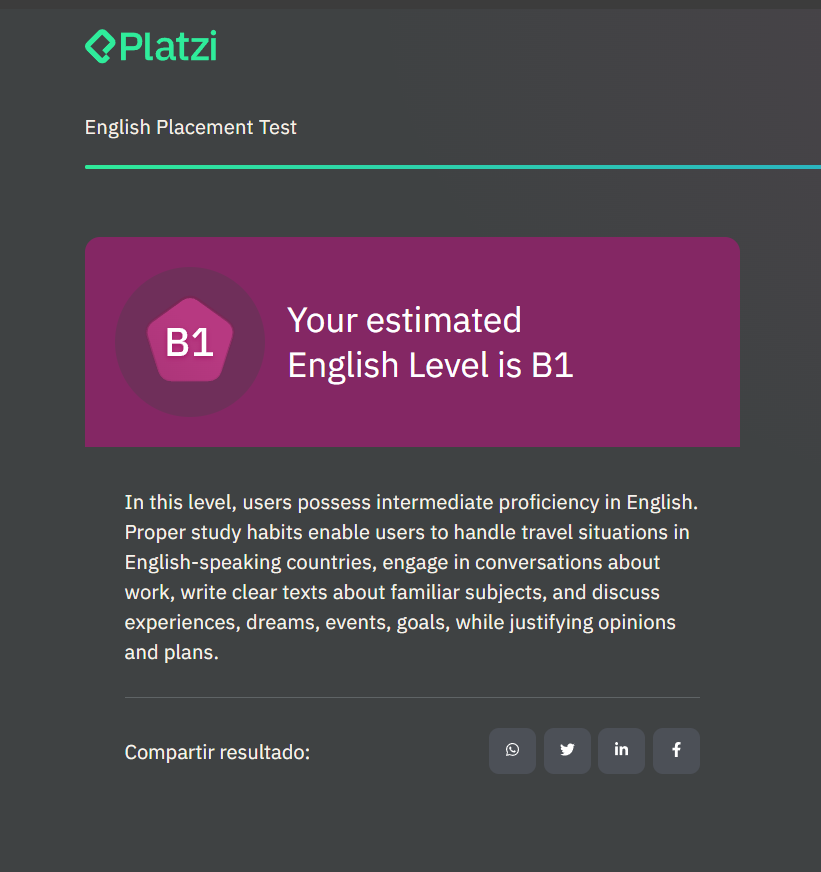 Platzi
English Placement Test
B1
Your estimated
English Level is B1
In this level, users possess intermediate proficiency in English.
Proper study habits enable users to handle travel situations in
English-speaking countries, engage in conversations about
work, write clear texts about familiar subjects, and discuss
experiences, dreams, events, goals, while justifying opinions
and plans.
Compartir resultado: